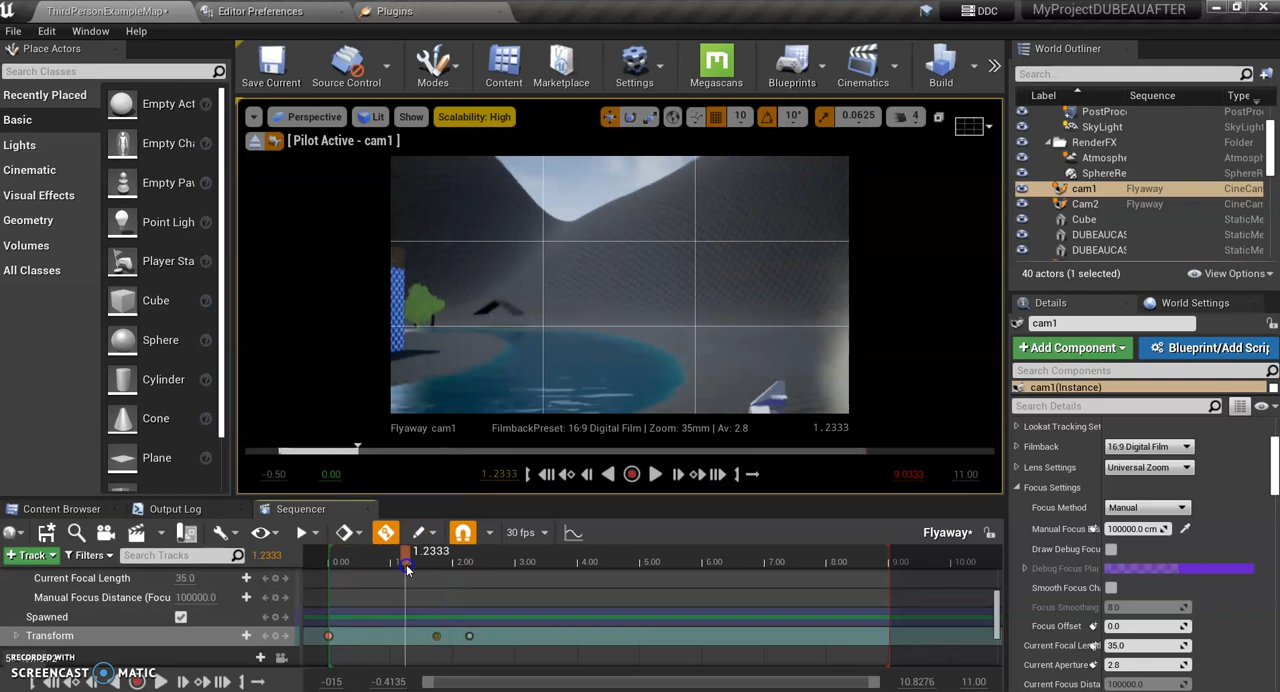 ThirdPersonExampleMap*
Editor Preferences
Plugins
DDC
MyProjectDUBEAUAFTER
File Edit Window Help
Place Actors
Search Classes
Recently Placed
Basic
Lights
Cinematic
Visual Effects
Geometry
Volumes
All Classes
Empty Act
Empty Cha
Empty Pav
Point Ligh
Player Sta
Cube
Sphere
Cylinder
Cone
Plane
Save Current
Source Control
Modes
Content
Marketplace
Settings
Megascans
Blueprints
Cinematics
Build
Perspective Lit Show Scalability: High 10 10° 0.0625 4
[ Pilot Active - cam1 ]
Flyaway cam1 FilmbackPreset: 16:9 Digital Film | Zoom: 35mm | Av: 2.8 1.2333
-0.50 0.00 1.2333 9.0333 11.00
World Outliner
Search...
Label Sequence Type
PostProc PostPro
SkyLight SkyLigh
RenderFX Folder
Atmosphe Atmosp
SphereRe SphereR
cam1 Flyaway CineCam
Cam2 Flyaway CineCam
Cube StaticMe
DUBEAUCAS StaticMe
DUBEAUCAS StaticMe
40 actors (1 selected) View Options
Details World Settings
cam1
+ Add Component Blueprint/Add Scrip
Search Components
cam1(Instance)
Search Details
Lookat Tracking Set
Filmback 16:9 Digital Film
Lens Settings Universal Zoom
Focus Settings
Focus Method Manual
Manual Focus 100000.0 cm
Draw Debug Focu
Debug Focus Pla
Smooth Focus Ch
Focus Smoothing 8.0
Focus Offset 0.0
Current Focal Leng 35.0
Current Aperture 2.8
Current Focus Dista 100000.0
Content Browser Output Log Sequencer
30 fps Flyaway*
+ Track Filters Search Tracks 1.2333
1.2333
0.00 1 2.00 3.00 4.00 5.00 6.00 7.00 8.00 9.00 10.00
Current Focal Length 35.0
Manual Focus Distance (Focu 100000.0
Spawned
Transform
RECORDED WITH
SCREENCAST MATIC
-015 -0.4135 10.8276 11.00